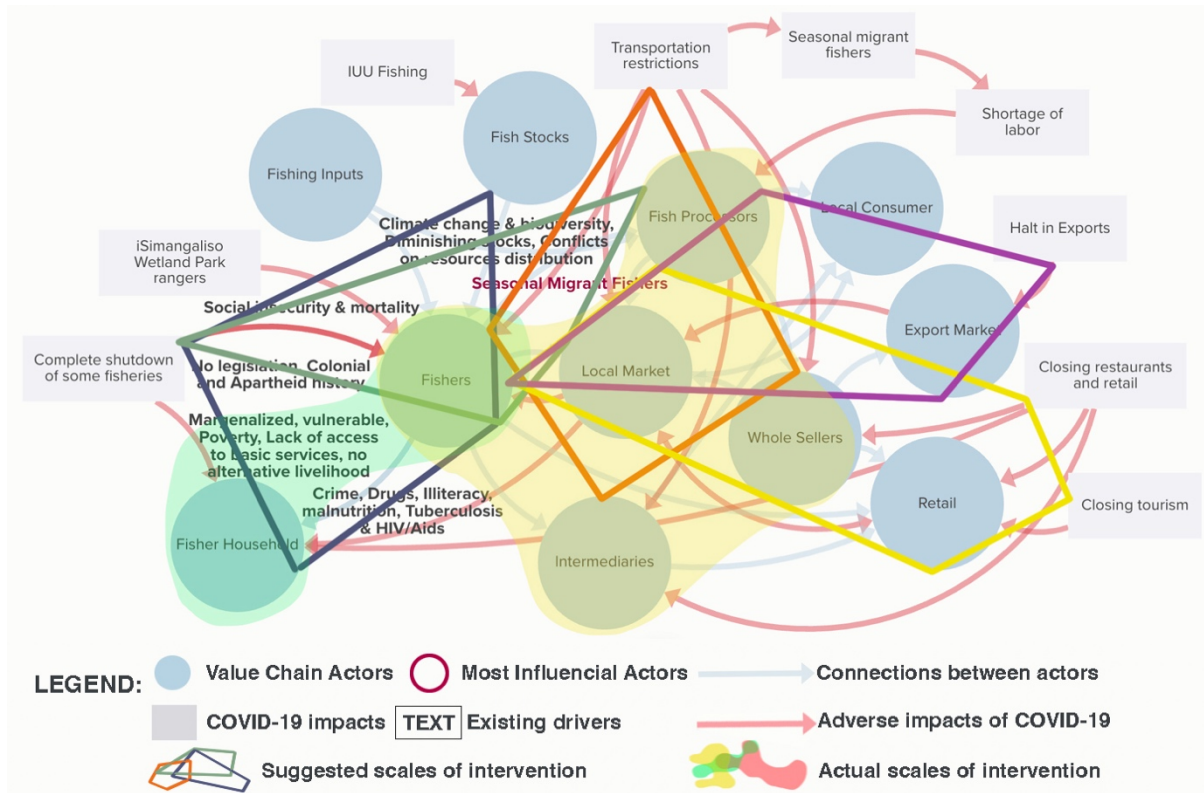 Transportation
restrictions
Seasonal migrant
fishers
IUU Fishing
Shortage of
labor
Fish Stocks
Fishing Inputs
Fish Processors
Local Consumer
Climate change & biodiversity,
Diminishing stocks, Conflicts
on resources distribution
Halt in Exports
iSimangaliso
Wetland Park
rangers
Seasonal Migrant Fishers
Social insecurity & mortality
Export Market
Complete shutdown
of some fisheries
No legislation, Colonial
and Apartheid history
Fishers
Local Market
Closing restaurants
and retail
Margenalized, vulnerable,
Poverty, Lack of access
to basic services, no
alternative livelihood
Whole Sellers
Crime, Drugs, Illiteracy,
malnutrition, Tuberculosis
& HIV/Aids
Retail
Closing tourism
Fisher Household
Intermediaries
LEGEND:
Value Chain Actors
Most Influencial Actors
Connections between actors
COVID-19 impacts
TEXT
Existing drivers
Adverse impacts of COVID-19
Suggested scales of intervention
Actual scales of intervention